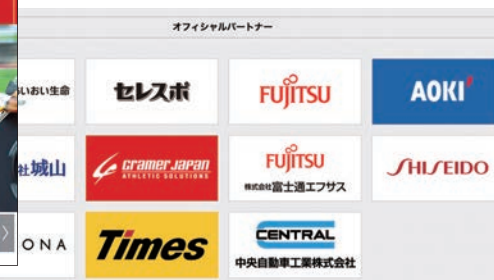 オフィシャルパートナー
いおい生命
セレスポ
FUJITSU
AOKI
社城山
cramer Japan
ATHLETIC SOLUTIONS
FUJITSU
株式会社富士通エフサス
SHISEIDO
ONA
Times
CENTRAL
中央自動車工業株式会社